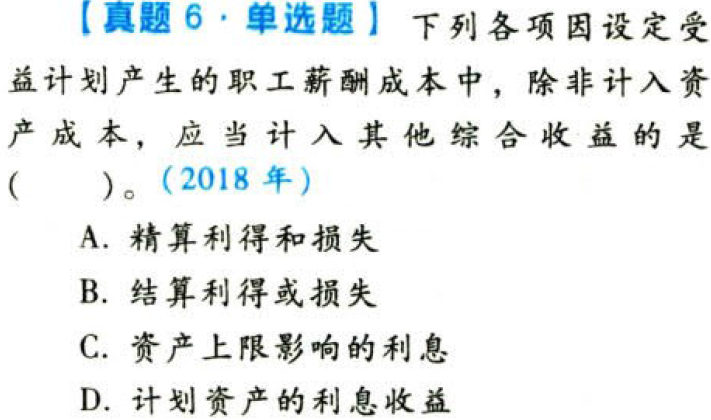 【真题 6 · 单选题】 下列各项因设定受
益计划产生的职工薪酬成本中，除非计入资
产成本，应当计入其他综合收益的是
(    )。（2018 年）
A. 精算利得和损失
B. 结算利得或损失
C. 资产上限影响的利息
D. 计划资产的利息收益